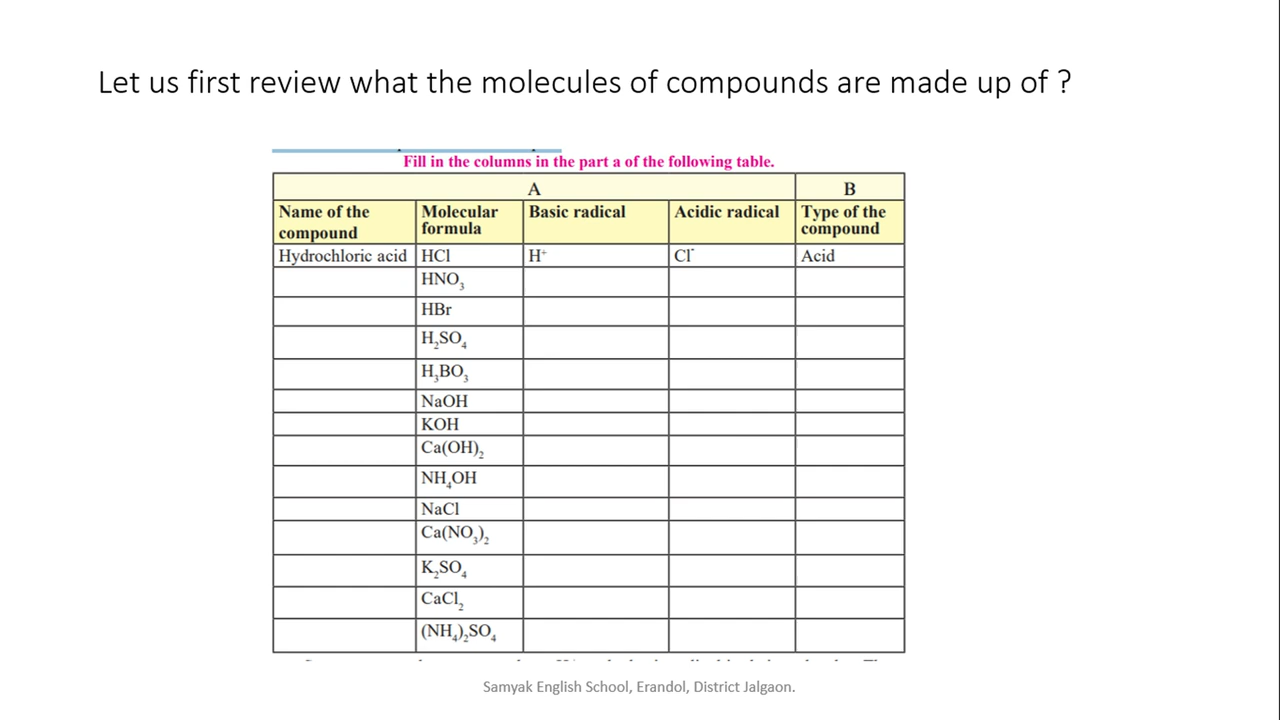 Let us first review what the molecules of compounds are made up of ?
Fill in the columns in the part a of the following table.
A B
Name of the compound Molecular formula Basic radical Acidic radical Type of the compound
Hydrochloric acid HCl H⁺ Cl⁻ Acid
HNO₃
HBr
H₂SO₄
H₃BO₃
NaOH
KOH
Ca(OH)₂
NH₄OH
NaCl
Ca(NO₃)₂
K₂SO₄
CaCl₂
(NH₄)₂SO₄
Samyak English School, Erandol, District Jalgaon.